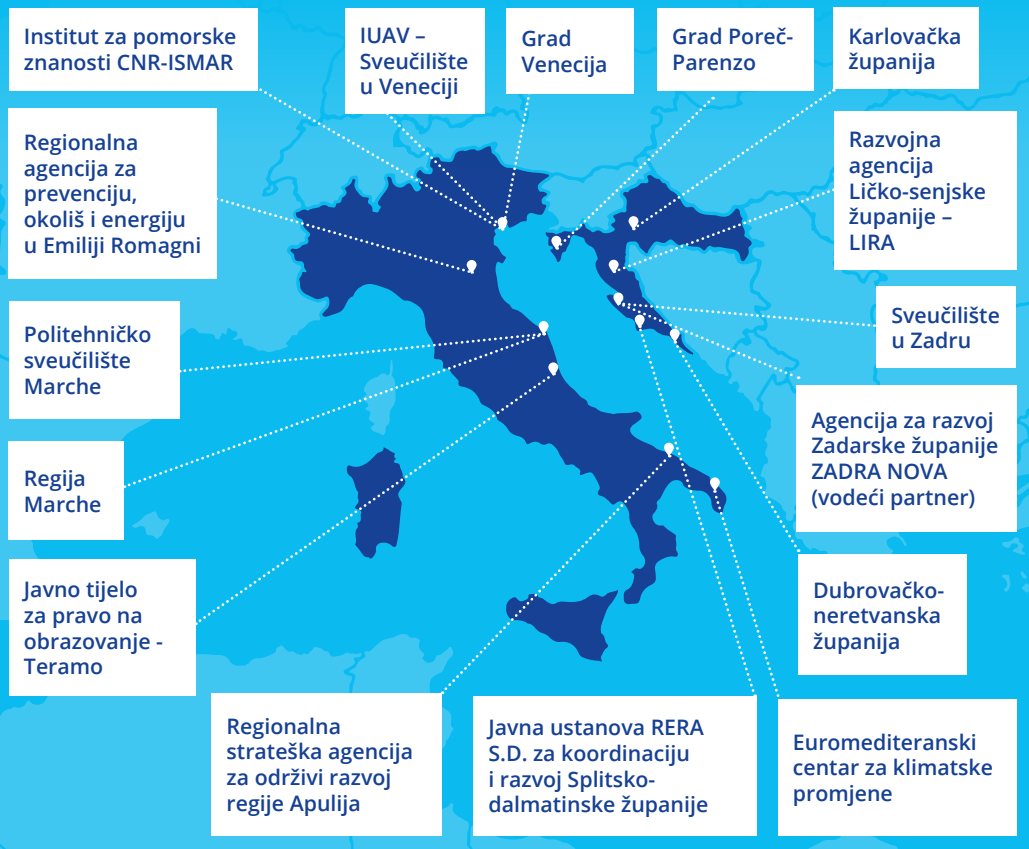 Institut za pomorske
znanosti CNR-ISMAR
IUAV –
Sveučilište
u Veneciji
Grad
Venecija
Grad Poreč-
Parenzo
Karlovačka
županija
Regionalna
agencija za
prevenciju,
okoliš i energiju
u Emiliji Romagni
Razvojna
agencija
Ličko-senjske
županije –
LIRA
Politehničko
sveučilište
Marche
Sveučilište
u Zadru
Agencija za razvoj
Zadarske županije
ZADRA NOVA
(vodeći partner)
Regija
Marche
Javno tijelo
za pravo na
obrazovanje -
Teramo
Dubrovačko-
neretvanska
županija
Regionalna
strateška agencija
za održivi razvoj
regije Apulija
Javna ustanova RERA
S.D. za koordinaciju
i razvoj Splitsko-
dalmatinske županije
Euromediteranski
centar za klimatske
promjene